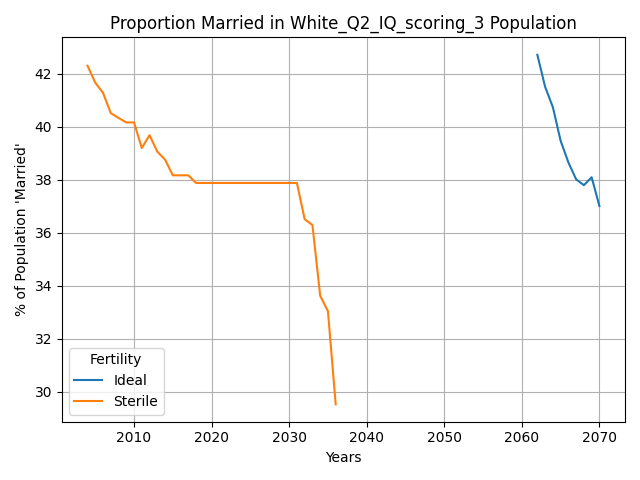 Proportion Married in White_Q2_IQ_scoring_3 Population
% of Population 'Married'
42
40
38
36
34
32
30
Fertility
Ideal
Sterile
2010 2020 2030 2040 2050 2060 2070
Years